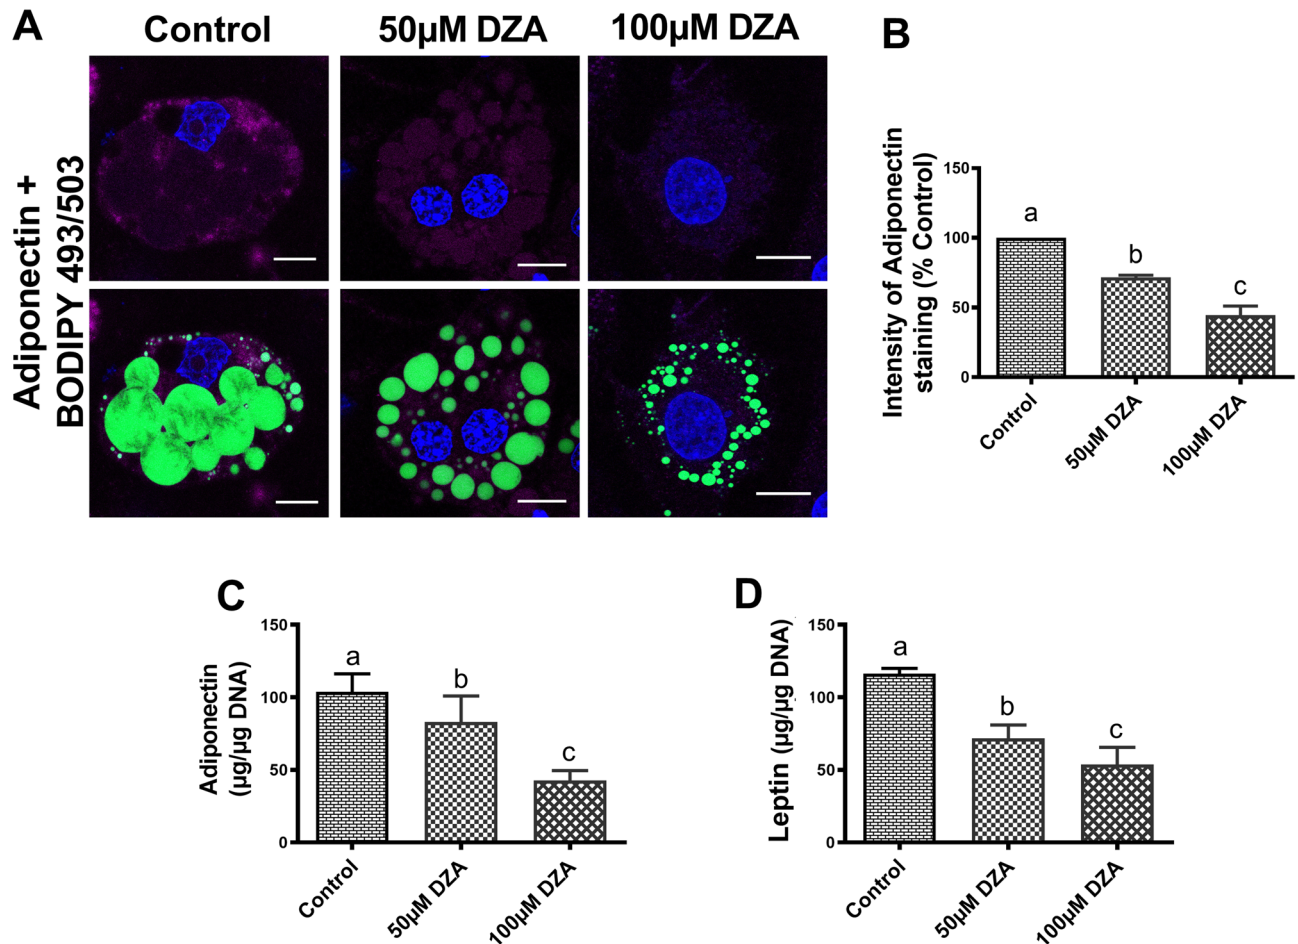 A
Control
50µM DZA
100µM DZA
Adiponectin +
BODIPY 493/503
B
Intensity of Adiponectin
staining (% Control)
150
100
50
0
a
b
c
Control
50µM DZA
100µM DZA
C
Adiponectin
(µg/µg DNA)
150
100
50
0
a
b
c
Control
50µM DZA
100µM DZA
D
Leptin (µg/µg DNA)
150
100
50
0
a
b
c
Control
50µM DZA
100µM DZA